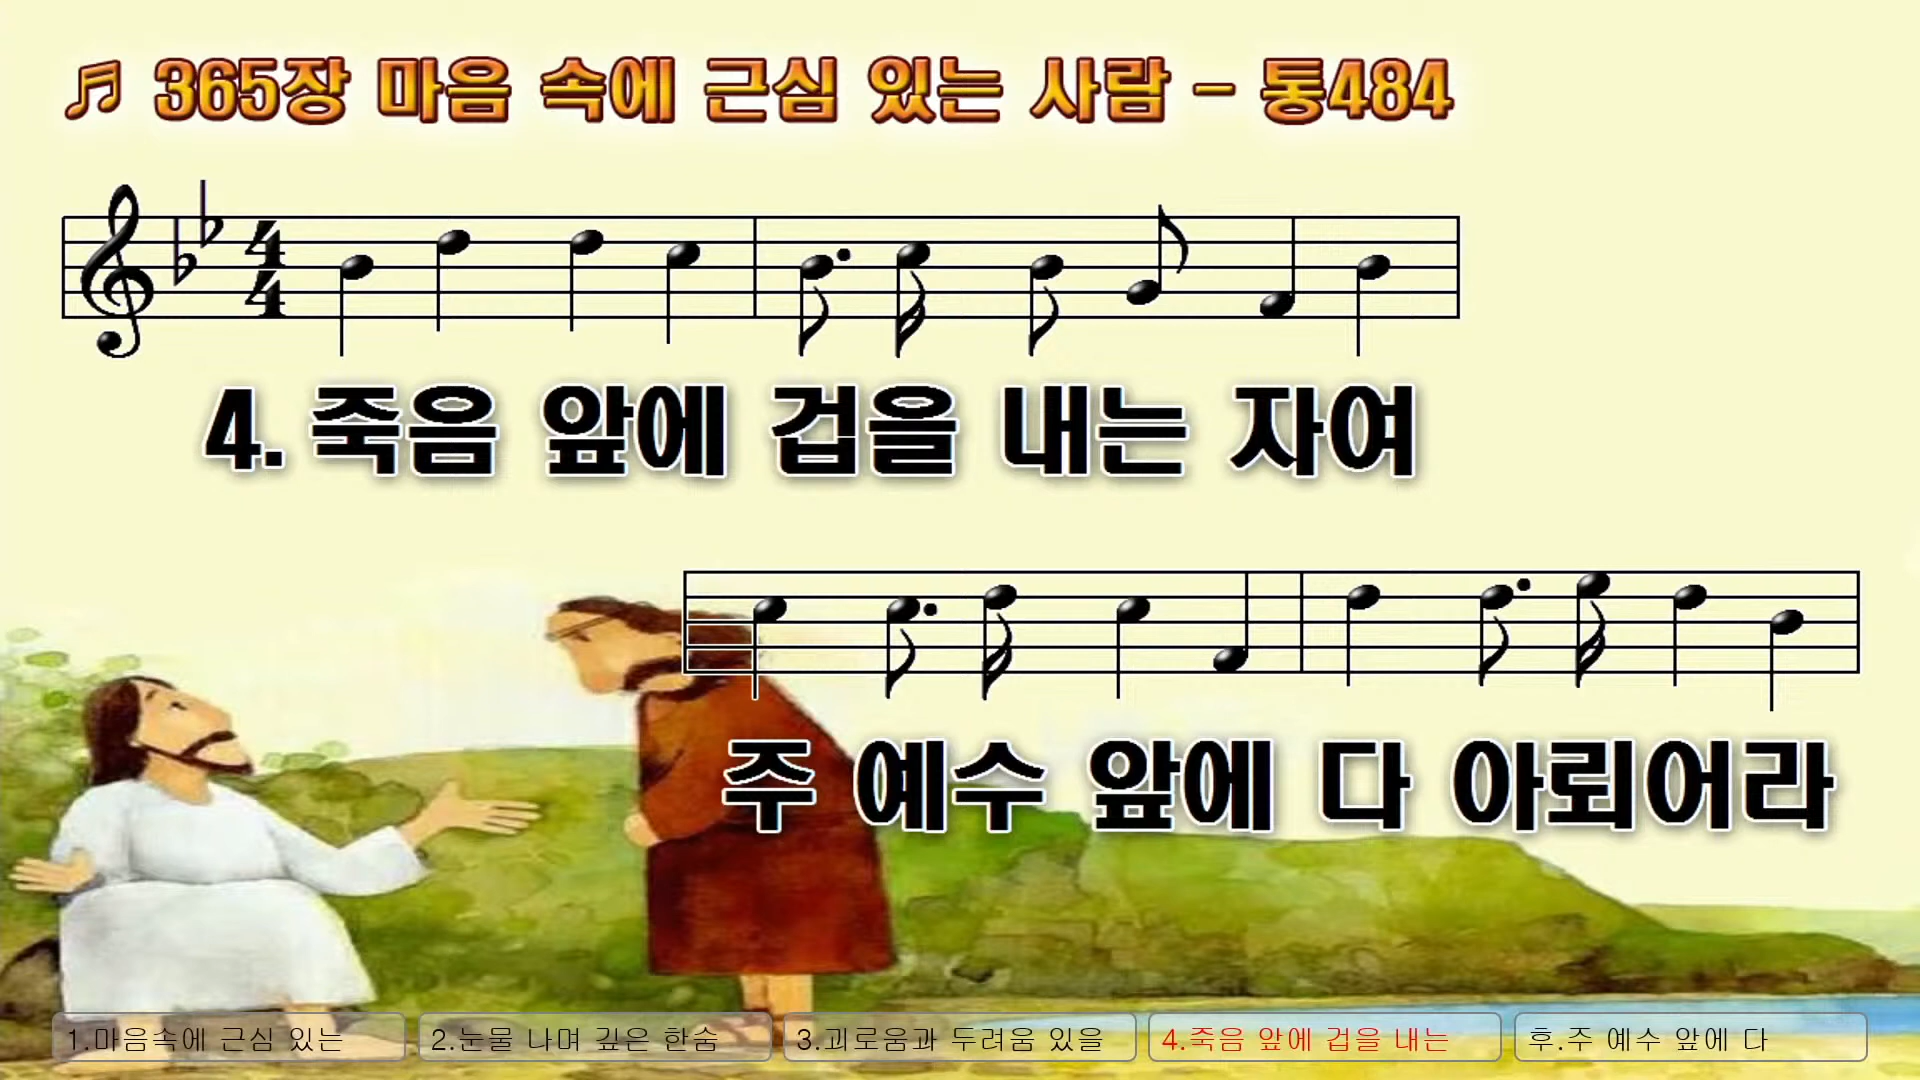 ♬ 365장 마음 속에 근심 있는 사람 - 통484
4. 죽음 앞에 겁을 내는 자여
주 예수 앞에 다 아뢰어라
1.마음속에 근심 있는
2.눈물 나며 깊은 한숨
3.괴로움과 두려움 있을
4.죽음 앞에 겁을 내는
후.주 예수 앞에 다